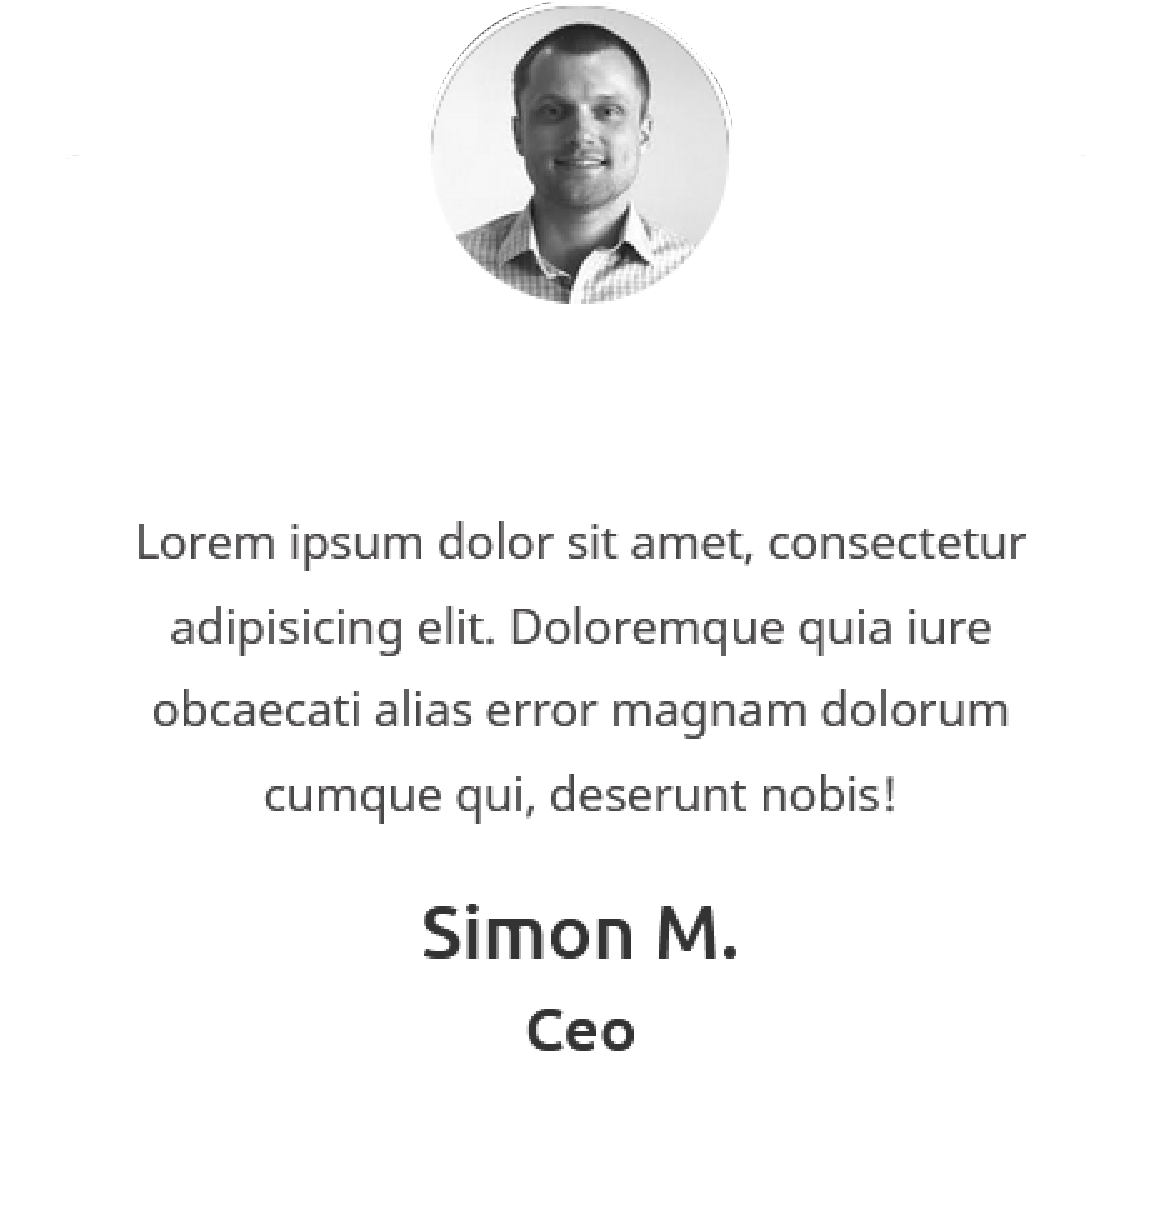 Lorem ipsum dolor sit amet, consectetur
adipisicing elit. Doloremque quia iure
obcaecati alias error magnam dolorum
cumque qui, deserunt nobis!
Simon M.
Ceo